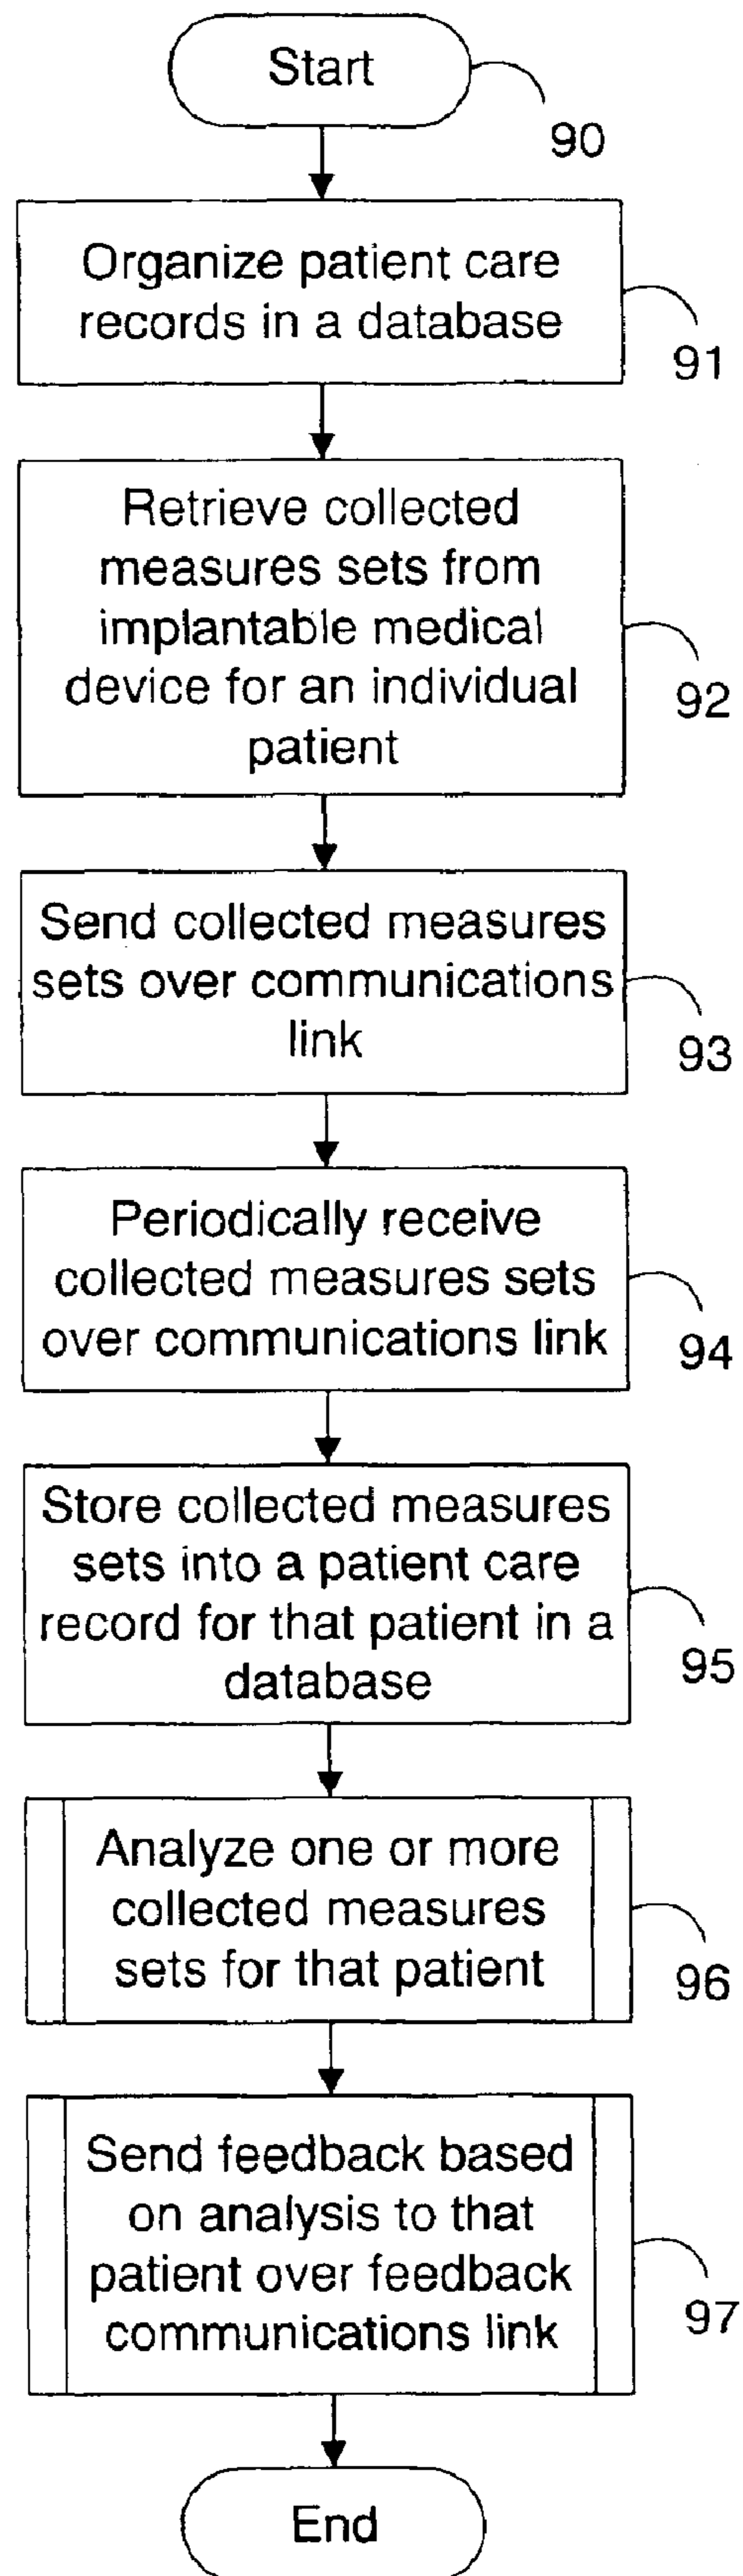 Start
90
Organize patient care
records in a database
91
Retrieve collected
measures sets from
implantable medical
device for an individual
patient
92
Send collected measures
sets over communications
link
93
Periodically receive
collected measures sets
over communications link
94
Store collected measures
sets into a patient care
record for that patient in a
database
95
Analyze one or more
collected measures
sets for that patient
96
Send feedback based
on analysis to that
patient over feedback
communications link
97
End